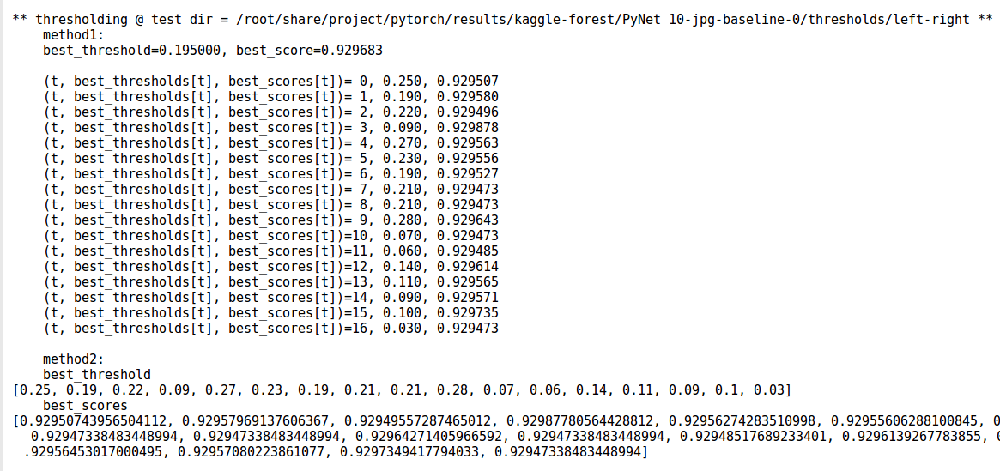 ** thresholding @ test_dir = /root/share/project/pytorch/results/kaggle-forest/PyNet_10-jpg-baseline-0/thresholds/left-right **
method1:
best_threshold=0.195000, best_score=0.929683
(t, best_thresholds[t], best_scores[t])= 0, 0.250, 0.929507
(t, best_thresholds[t], best_scores[t])= 1, 0.190, 0.929580
(t, best_thresholds[t], best_scores[t])= 2, 0.220, 0.929496
(t, best_thresholds[t], best_scores[t])= 3, 0.090, 0.929878
(t, best_thresholds[t], best_scores[t])= 4, 0.270, 0.929563
(t, best_thresholds[t], best_scores[t])= 5, 0.230, 0.929556
(t, best_thresholds[t], best_scores[t])= 6, 0.190, 0.929527
(t, best_thresholds[t], best_scores[t])= 7, 0.210, 0.929473
(t, best_thresholds[t], best_scores[t])= 8, 0.210, 0.929473
(t, best_thresholds[t], best_scores[t])= 9, 0.280, 0.929643
(t, best_thresholds[t], best_scores[t])=10, 0.070, 0.929473
(t, best_thresholds[t], best_scores[t])=11, 0.060, 0.929485
(t, best_thresholds[t], best_scores[t])=12, 0.140, 0.929614
(t, best_thresholds[t], best_scores[t])=13, 0.110, 0.929565
(t, best_thresholds[t], best_scores[t])=14, 0.090, 0.929571
(t, best_thresholds[t], best_scores[t])=15, 0.100, 0.929735
(t, best_thresholds[t], best_scores[t])=16, 0.030, 0.929473
method2:
best_threshold
[0.25, 0.19, 0.22, 0.09, 0.27, 0.23, 0.19, 0.21, 0.21, 0.28, 0.07, 0.06, 0.14, 0.11, 0.09, 0.1, 0.03]
best_scores
[0.92950743956504112, 0.92957969137606367, 0.92949557287465012, 0.92987780564428812, 0.92956274283510998, 0.92955606288100845, 0
0.92947338483448994, 0.92947338483448994, 0.92964271405966592, 0.92947338483448994, 0.92948517689233401, 0.9296139267783855, 0
.92956453017000495, 0.92957080223861077, 0.9297349417794033, 0.92947338483448994]